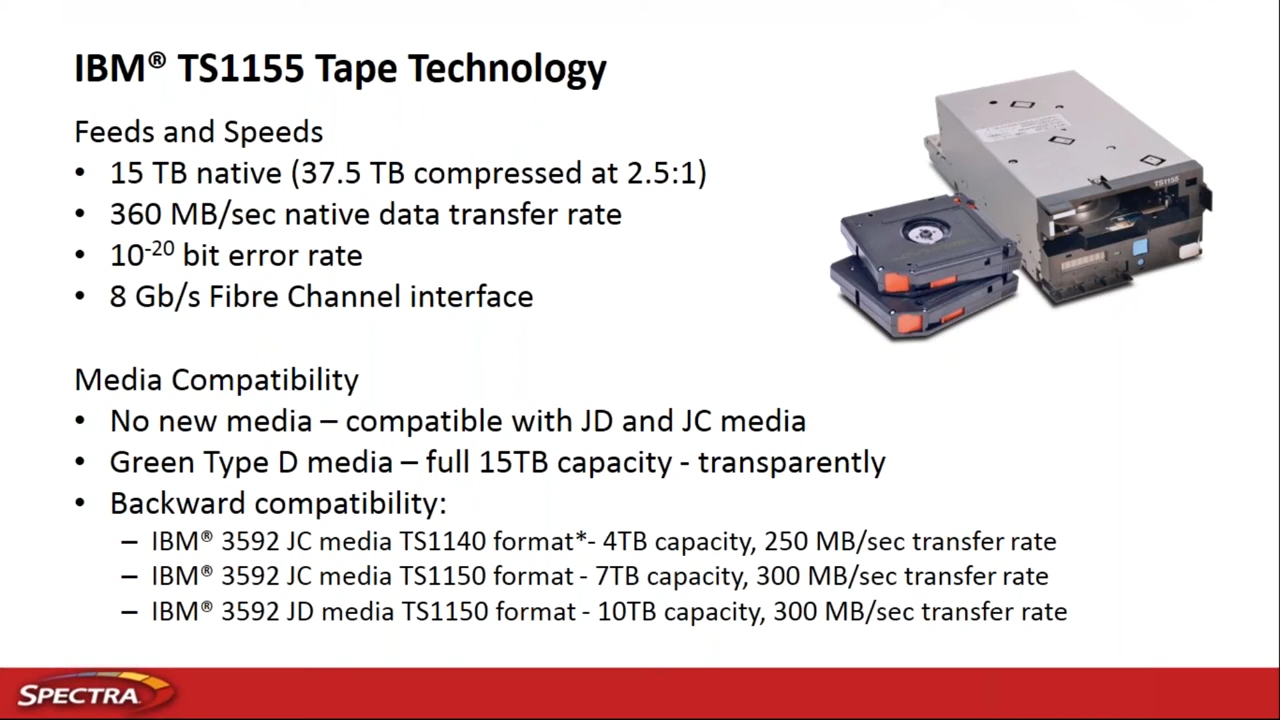 IBM® TS1155 Tape Technology
Feeds and Speeds
• 15 TB native (37.5 TB compressed at 2.5:1)
• 360 MB/sec native data transfer rate
• 10-20 bit error rate
• 8 Gb/s Fibre Channel interface
TS1155
Media Compatibility
• No new media – compatible with JD and JC media
• Green Type D media – full 15TB capacity - transparently
• Backward compatibility:
– IBM® 3592 JC media TS1140 format*- 4TB capacity, 250 MB/sec transfer rate
– IBM® 3592 JC media TS1150 format - 7TB capacity, 300 MB/sec transfer rate
– IBM® 3592 JD media TS1150 format - 10TB capacity, 300 MB/sec transfer rate
SPECTRA